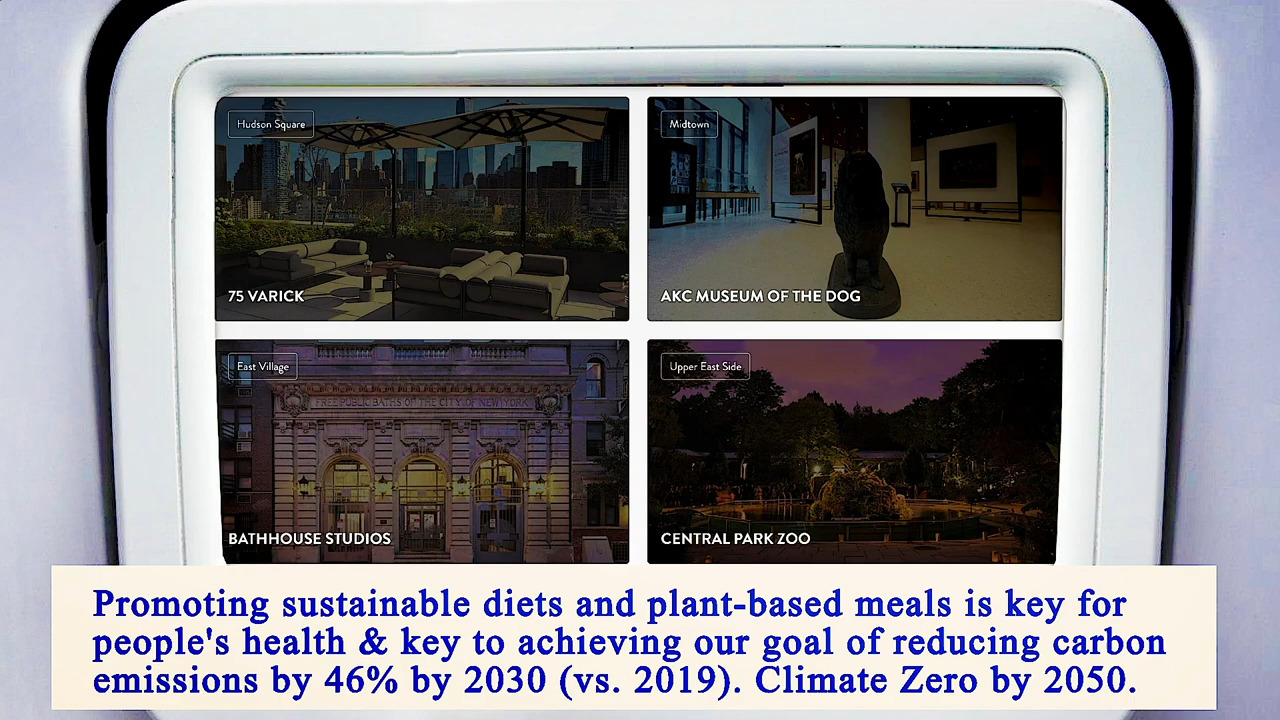 Hudson Square
75 VARICK
Midtown
AKC MUSEUM OF THE DOG
East Village
FREE PUBLIC BATHS OF THE CITY OF NEW YORK
BATHHOUSE STUDIOS
Upper East Side
CENTRAL PARK ZOO
Promoting sustainable diets and plant-based meals is key for
people's health & key to achieving our goal of reducing carbon
emissions by 46% by 2030 (vs. 2019). Climate Zero by 2050.